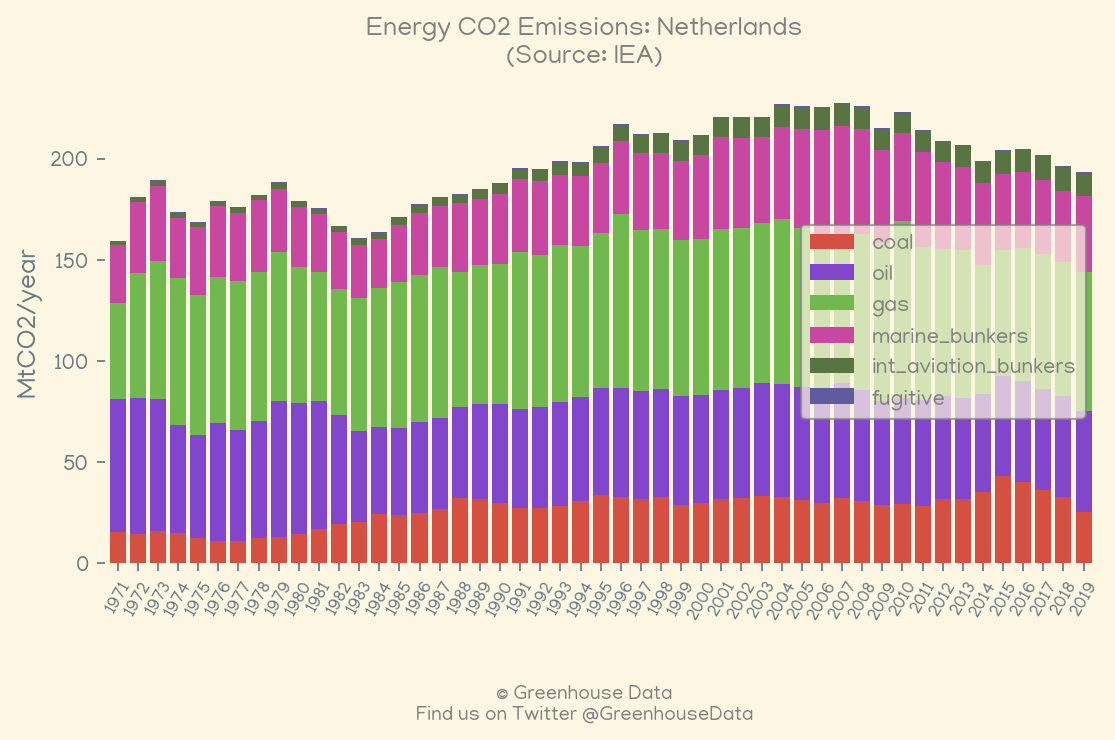 Energy CO2 Emissions: Netherlands
(Source: IEA)
MtCO2/year
200
150
100
50
0
coal
oil
gas
marine_bunkers
int_aviation_bunkers
fugitive
1971 1972 1973 1974 1975 1976 1977 1978 1979 1980 1981 1982 1983 1984 1985 1986 1987 1988 1989 1990 1991 1992 1993 1994 1995 1996 1997 1998 1999 2000 2001 2002 2003 2004 2005 2006 2007 2008 2009 2010 2011 2012 2013 2014 2015 2016 2017 2018 2019
© Greenhouse Data
Find us on Twitter @GreenhouseData